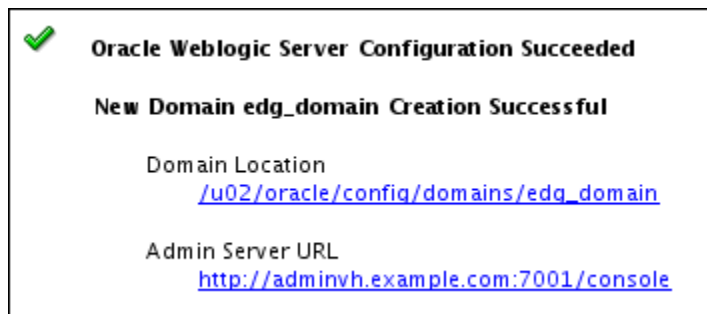 Oracle Weblogic Server Configuration Succeeded
New Domain edg_domain Creation Successful
Domain Location
/u02/oracle/config/domains/edg_domain
Admin Server URL
http://adminvh.example.com:7001/console